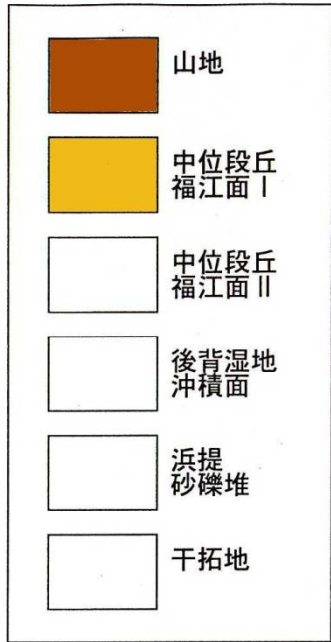 山地
中位段丘
福江面Ⅰ
中位段丘
福江面Ⅱ
後背湿地
沖積面
浜提
砂礫堆
干拓地